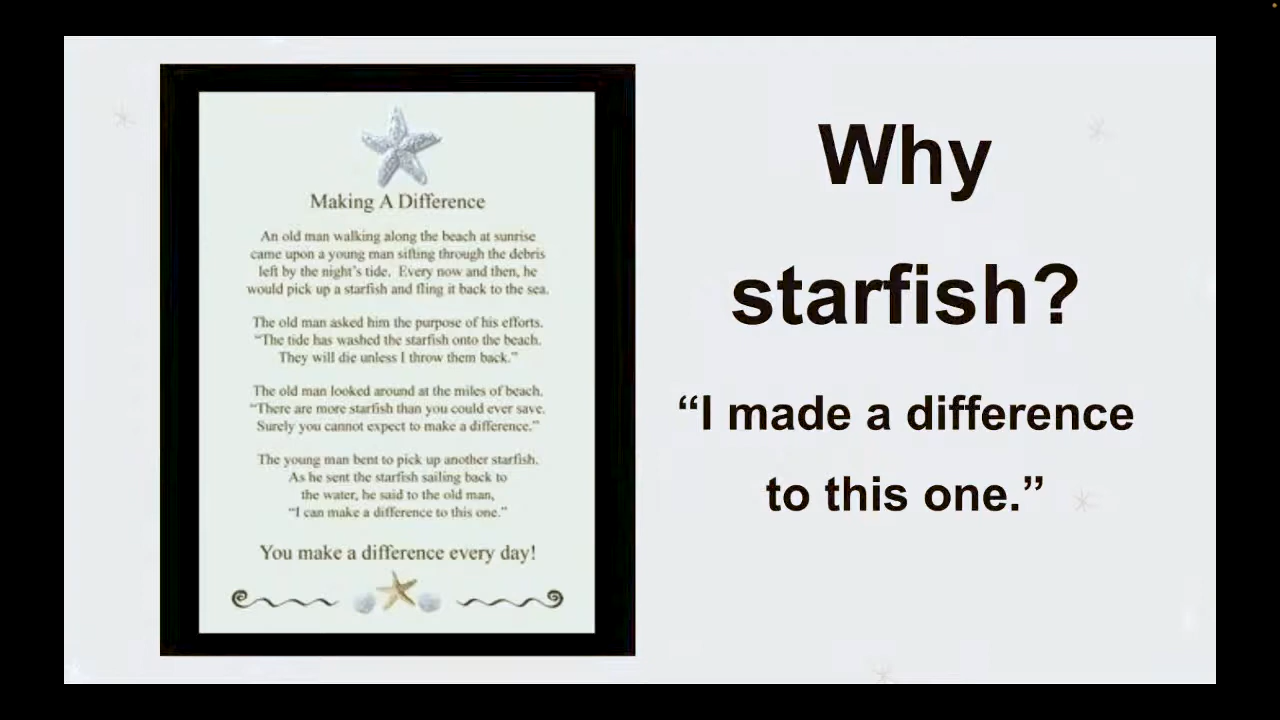 Making A Difference
An old man walking along the beach at sunrise
came upon a young man sifting through the debris
left by the night's tide. Every now and then, he
would pick up a starfish and fling it back to the sea.
The old man asked him the purpose of his efforts.
"The tide has washed the starfish onto the beach.
They will die unless I throw them back."
The old man looked around at the miles of beach.
"There are more starfish than you could ever save.
Surely you cannot expect to make a difference."
The young man bent to pick up another starfish.
As he sent the starfish sailing back to
the water, he said to the old man,
"I can make a difference to this one."
You make a difference every day!
Why
starfish?
“I made a difference
to this one.”